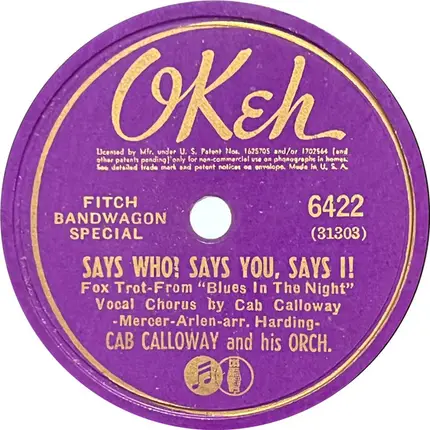 OKeh
Licensed by Mfr. under U. S. Patent Nos. 1625705 and/or 1702564 (and
other patents pending) only for non-commercial use on phonographs in homes.
See detailed trade mark and patent notices on envelope. Made in U. S. A.
FITCH
BANDWAGON
SPECIAL
6422
(31303)
SAYS WHO? SAYS YOU, SAYS I!
Fox Trot-From "Blues In The Night"
Vocal Chorus by Cab Calloway
-Mercer-Arlen-arr. Harding-
CAB CALLOWAY and his ORCH.
CBS